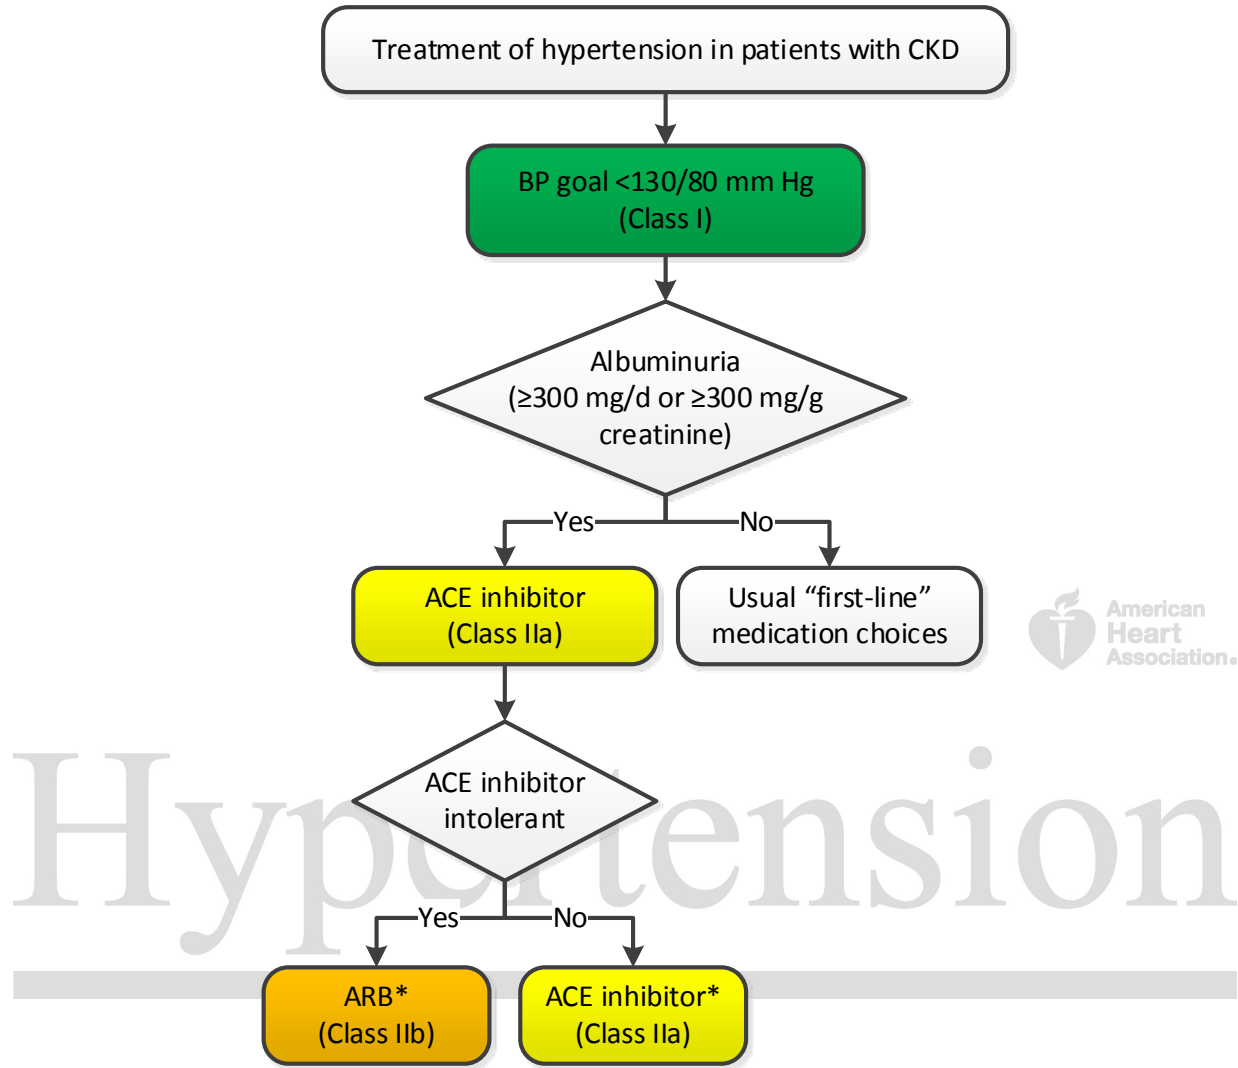 Treatment of hypertension in patients with CKD
BP goal <130/80 mm Hg
(Class I)
Albuminuria
(≥300 mg/d or ≥300 mg/g
creatinine)
Yes
No
ACE inhibitor
(Class IIa)
Usual “first-line”
medication choices
American
Heart
Association.
ACE inhibitor
intolerant
Hypertension
Yes
No
ARB*
(Class IIb)
ACE inhibitor*
(Class IIa)